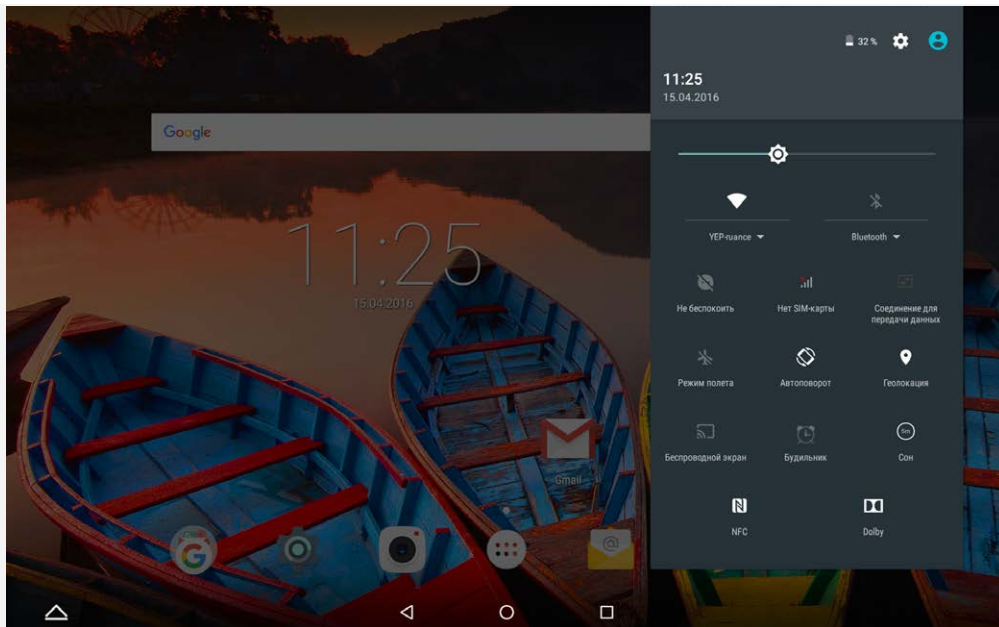 32 %
11:25
15.04.2016
Google
11:25
15.04.2016
YEP-ruance
Bluetooth
Не беспокоить
Нет SIM-карты
Соединение для
передачи данных
Режим полета
Автоповорот
Геолокация
Беспроводной экран
Будильник
5m
Сон
NFC
Dolby
Gmail
G
@